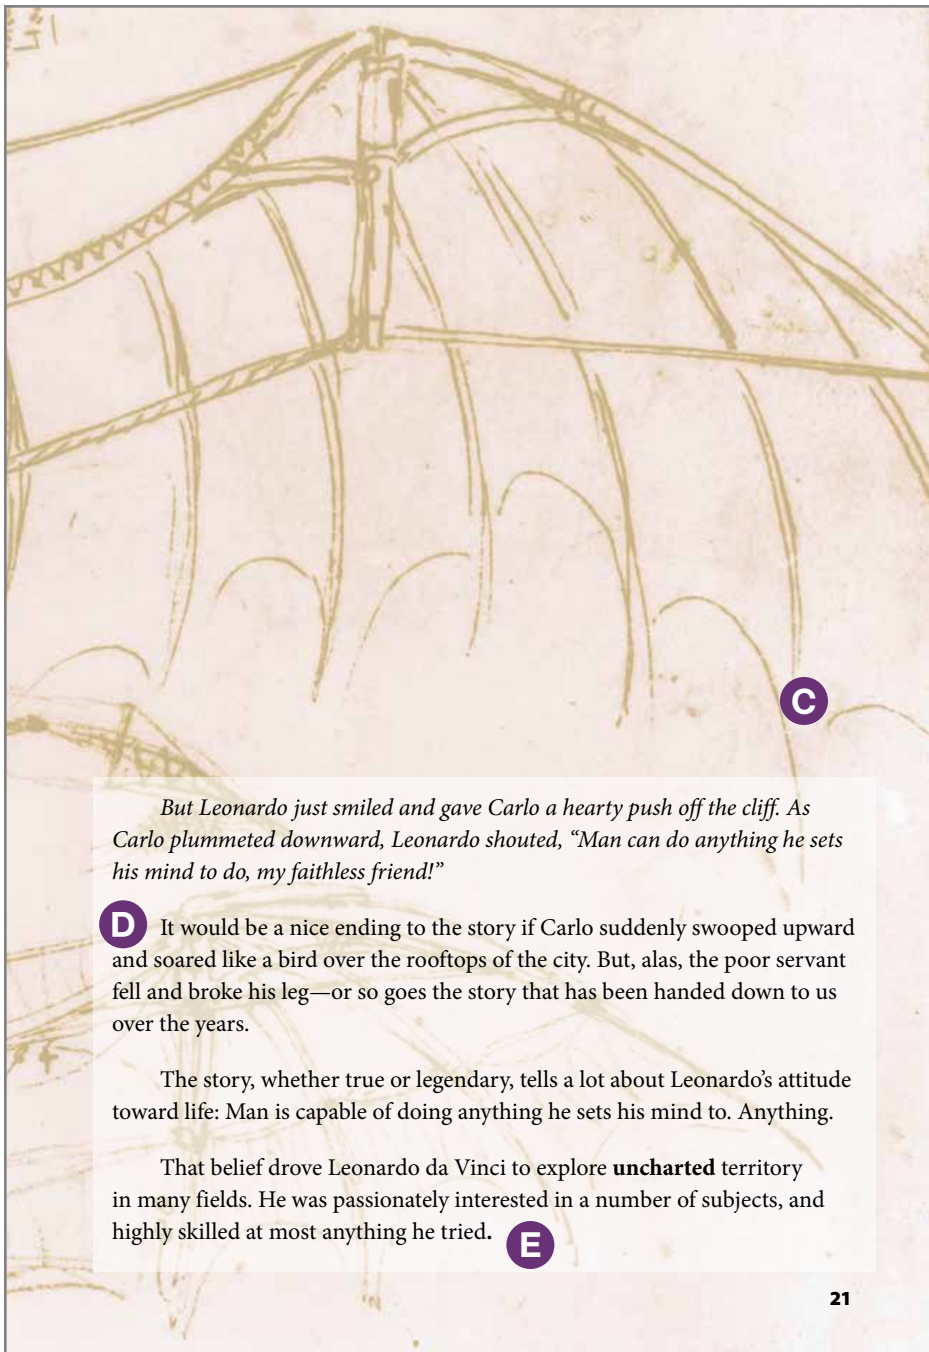 C
But Leonardo just smiled and gave Carlo a hearty push off the cliff. As
Carlo plummeted downward, Leonardo shouted, “Man can do anything he sets
his mind to do, my faithless friend!”
D
It would be a nice ending to the story if Carlo suddenly swooped upward
and soared like a bird over the rooftops of the city. But, alas, the poor servant
fell and broke his leg—or so goes the story that has been handed down to us
over the years.
The story, whether true or legendary, tells a lot about Leonardo’s attitude
toward life: Man is capable of doing anything he sets his mind to. Anything.
That belief drove Leonardo da Vinci to explore uncharted territory
in many fields. He was passionately interested in a number of subjects, and
highly skilled at most anything he tried.
E
21